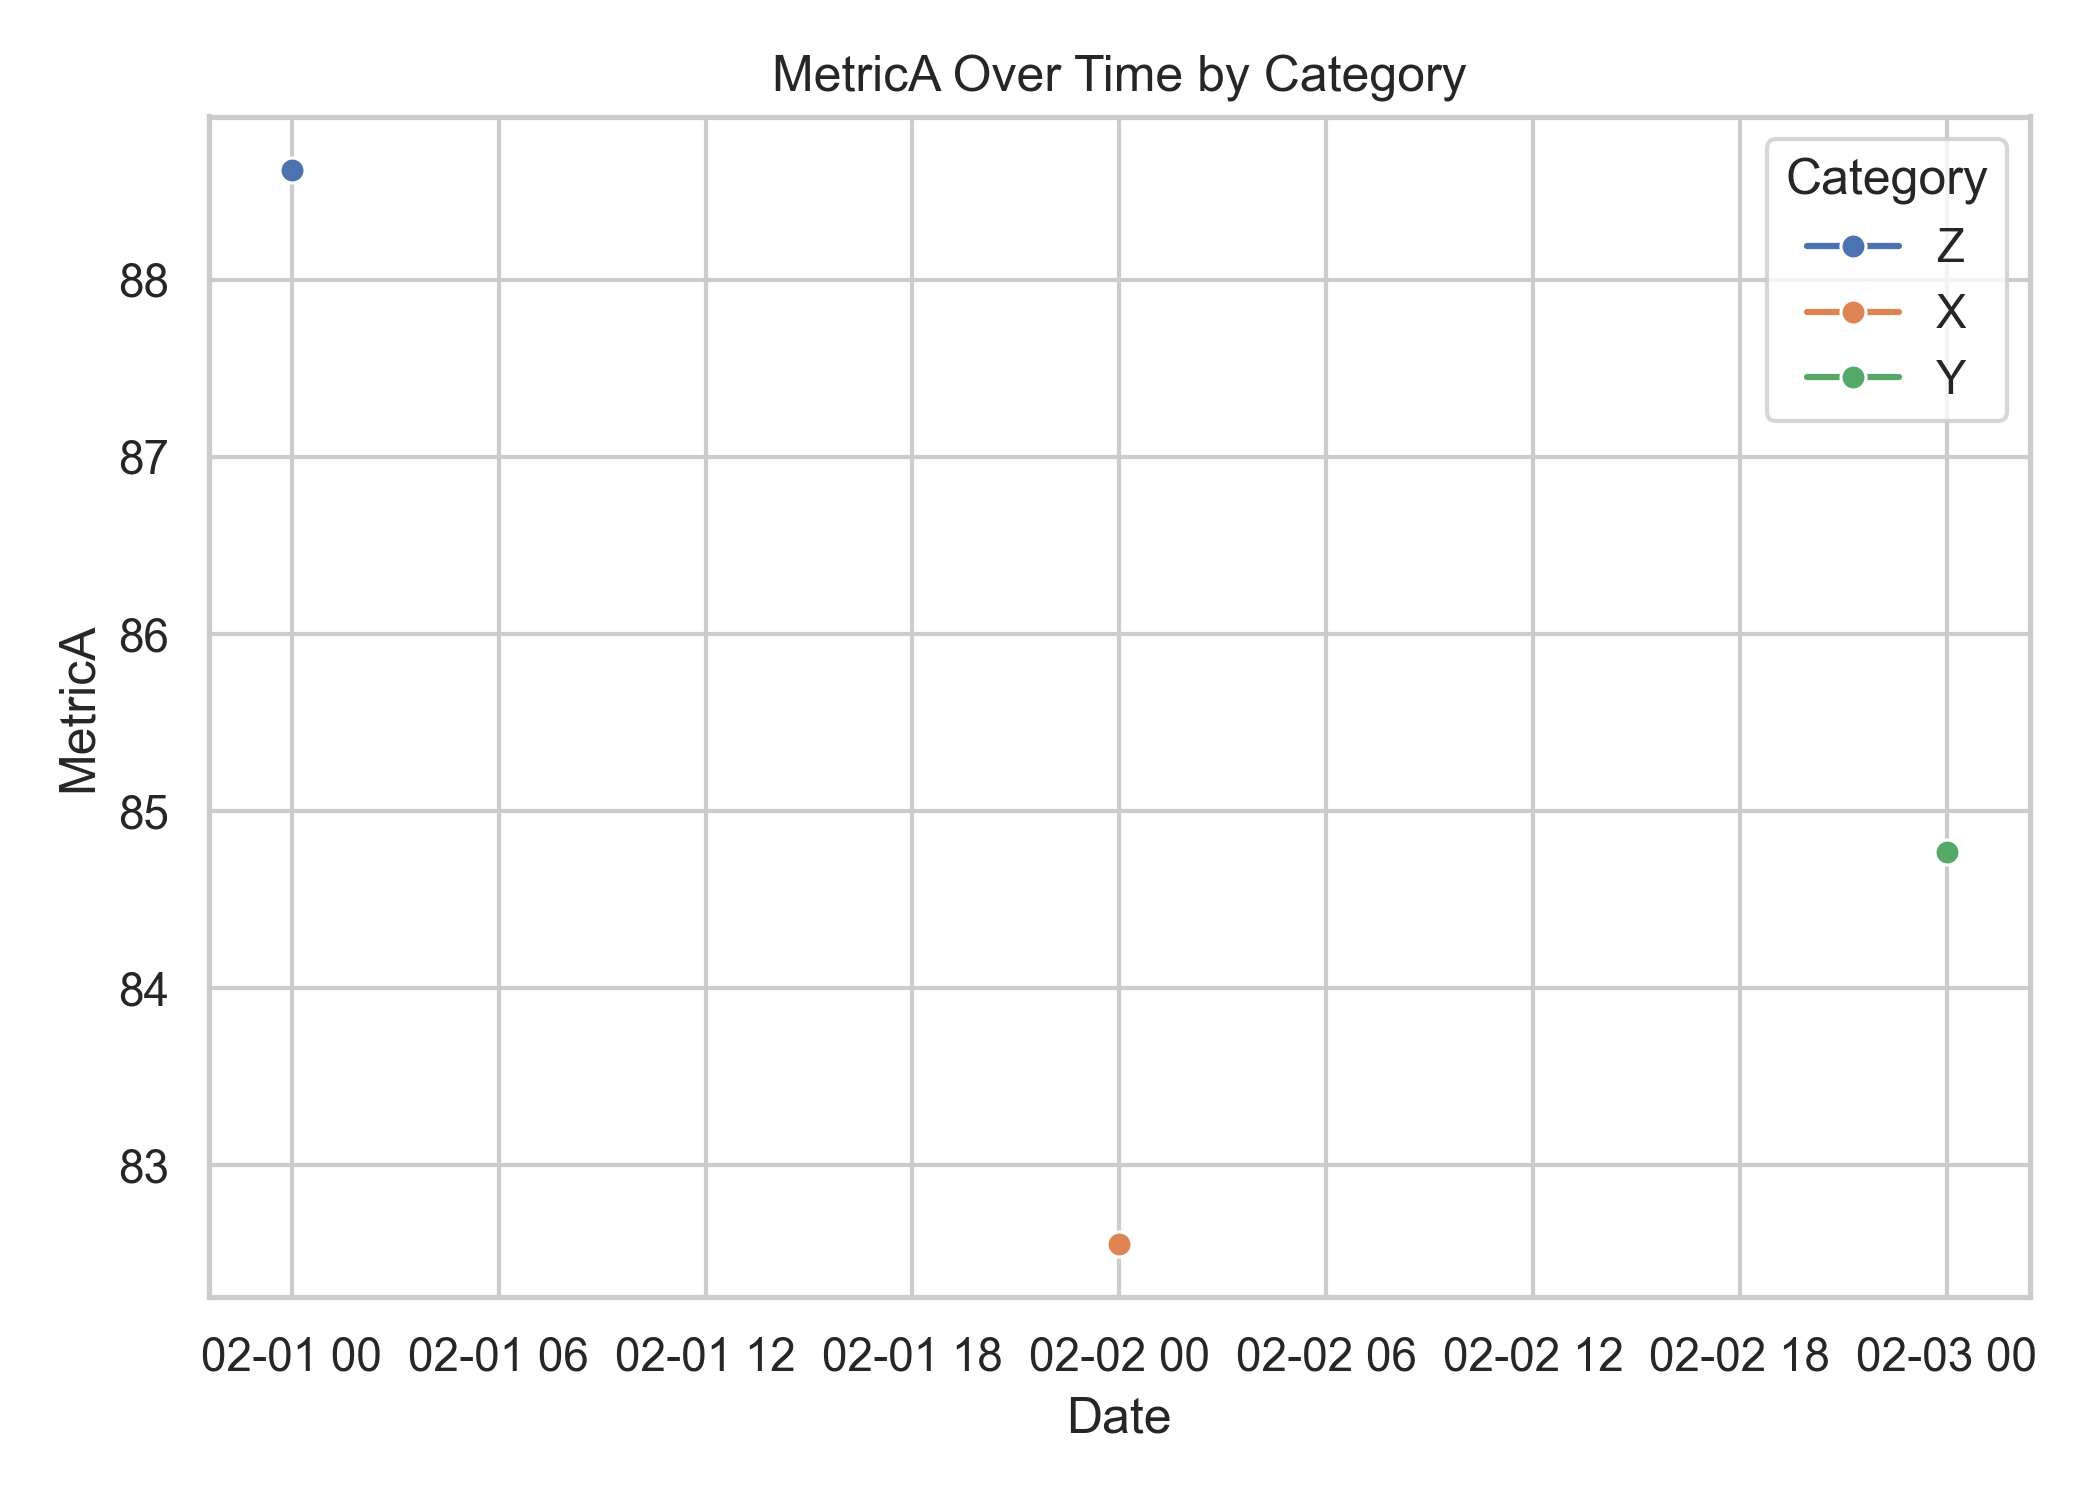 MetricA Over Time by Category
Category
Z
X
Y
88
87
86
85
84
83
MetricA
02-01 00 02-01 06 02-01 12 02-01 18 02-02 00 02-02 06 02-02 12 02-02 18 02-03 00
Date